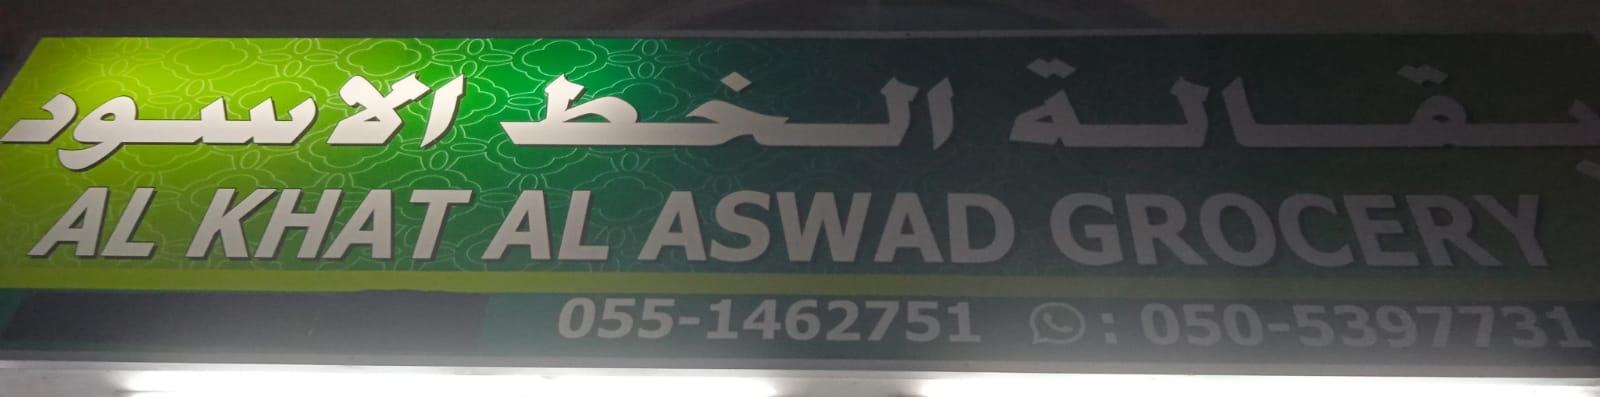 بقالة الخط الاسود
AL KHAT AL ASWAD GROCERY
055-1462751 : 050-5397731